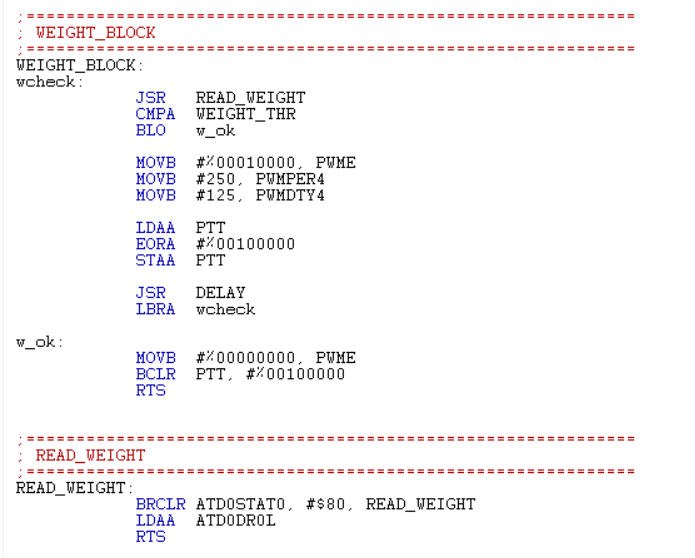 ;=============================================================
; WEIGHT_BLOCK
;=============================================================
WEIGHT_BLOCK:
wcheck:
            JSR   READ_WEIGHT
            CMPA  WEIGHT_THR
            BLO   w_ok

            MOVB  #%00010000, PWME
            MOVB  #250, PWMPER4
            MOVB  #125, PWMDTY4

            LDAA  PTT
            EORA  #%00100000
            STAA  PTT

            JSR   DELAY
            LBRA  wcheck

w_ok:
            MOVB  #%00000000, PWME
            BCLR  PTT, #%00100000
            RTS

;=============================================================
; READ_WEIGHT
;=============================================================
READ_WEIGHT:
            BRCLR ATD0STAT0, #$80, READ_WEIGHT
            LDAA  ATD0DR0L
            RTS